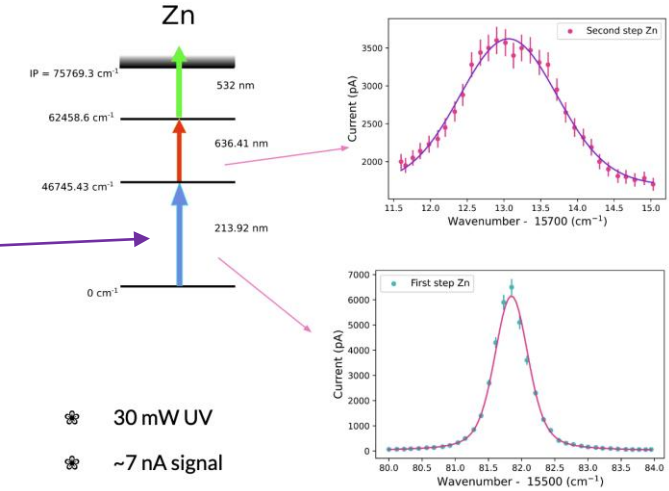 Zn
IP = 75769.3 cm⁻¹
532 nm
62458.6 cm⁻¹
636.41 nm
46745.43 cm⁻¹
213.92 nm
0 cm⁻¹
30 mW UV
~7 nA signal
Second step Zn
Current (pA)
3500
3000
2500
2000
11.5 12.0 12.5 13.0 13.5 14.0 14.5 15.0
Wavenumber - 15700 (cm⁻¹)
First step Zn
Current (pA)
7000
6000
5000
4000
3000
2000
1000
0
80.0 80.5 81.0 81.5 82.0 82.5 83.0 83.5 84.0
Wavenumber - 15500 (cm⁻¹)